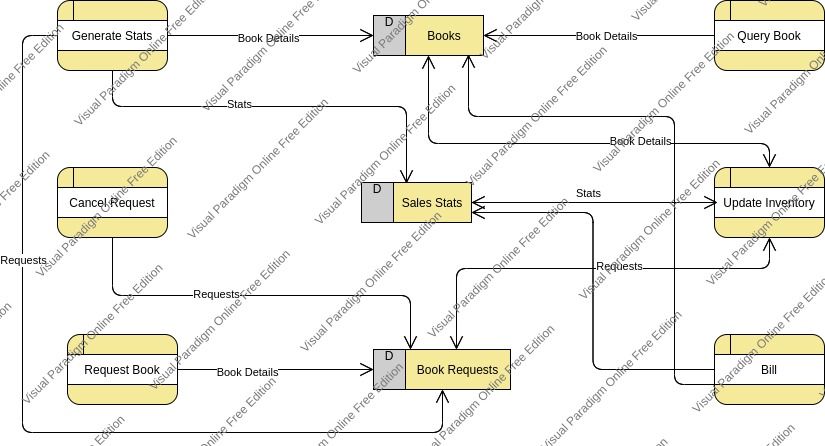 D
Generate Stats
Book Details
Books
Book Details
Query Book
Stats
Book Details
D
Cancel Request
Sales Stats
Stats
Update Inventory
Requests
Requests
Requests
D
Request Book
Book Details
Book Requests
Bill
Visual Paradigm Online Free Edition